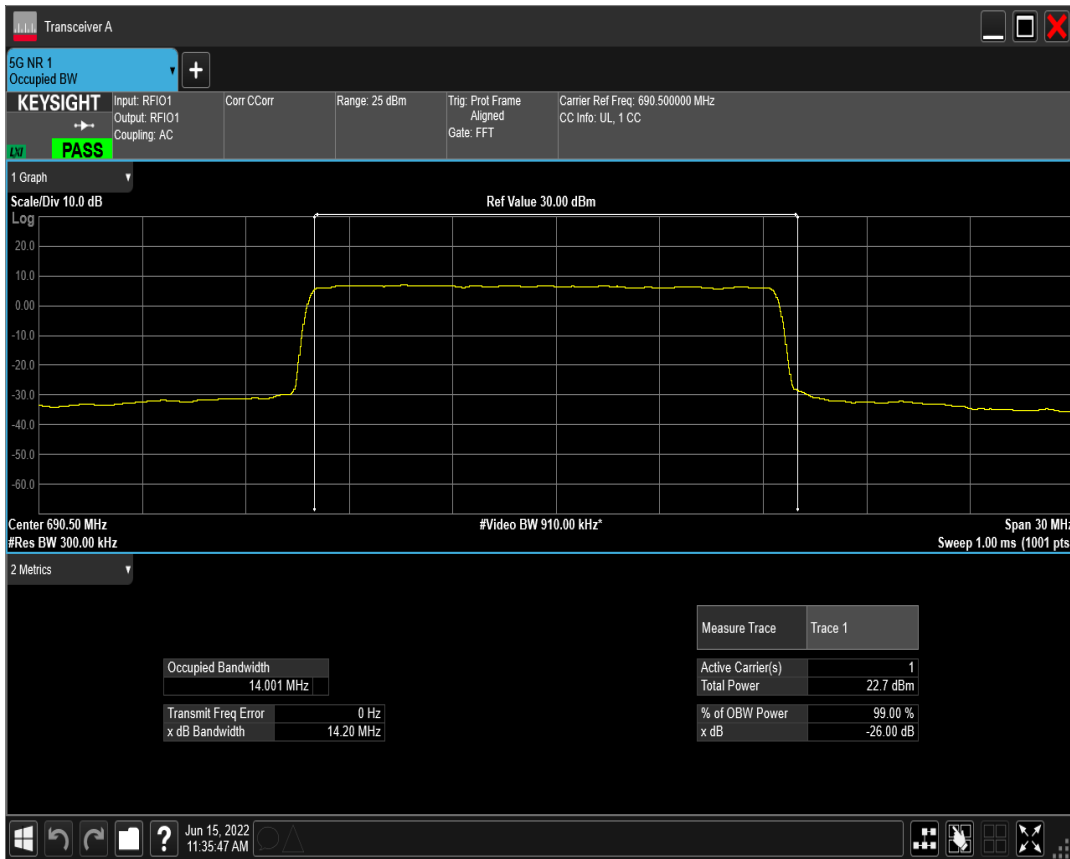 Transceiver A
5G NR 1
Occupied BW
+
KEYSIGHT
LXI
PASS
Input: RFIO1
Output: RFIO1
Coupling: AC
Corr CCorr
Range: 25 dBm
Trig: Prot Frame
Aligned
Gate: FFT
Carrier Ref Freq: 690.500000 MHz
CC Info: UL, 1 CC
1 Graph
Scale/Div 10.0 dB
Ref Value 30.00 dBm
Log
20.0
10.0
0.00
-10.0
-20.0
-30.0
-40.0
-50.0
-60.0
Center 690.50 MHz
#Video BW 910.00 kHz*
Span 30 MHz
#Res BW 300.00 kHz
Sweep 1.00 ms (1001 pts
2 Metrics
Measure Trace Trace 1
Occupied Bandwidth
14.001 MHz
Active Carrier(s) 1
Total Power 22.7 dBm
Transmit Freq Error 0 Hz
x dB Bandwidth 14.20 MHz
% of OBW Power 99.00 %
x dB -26.00 dB
?
Jun 15, 2022
11:35:47 AM